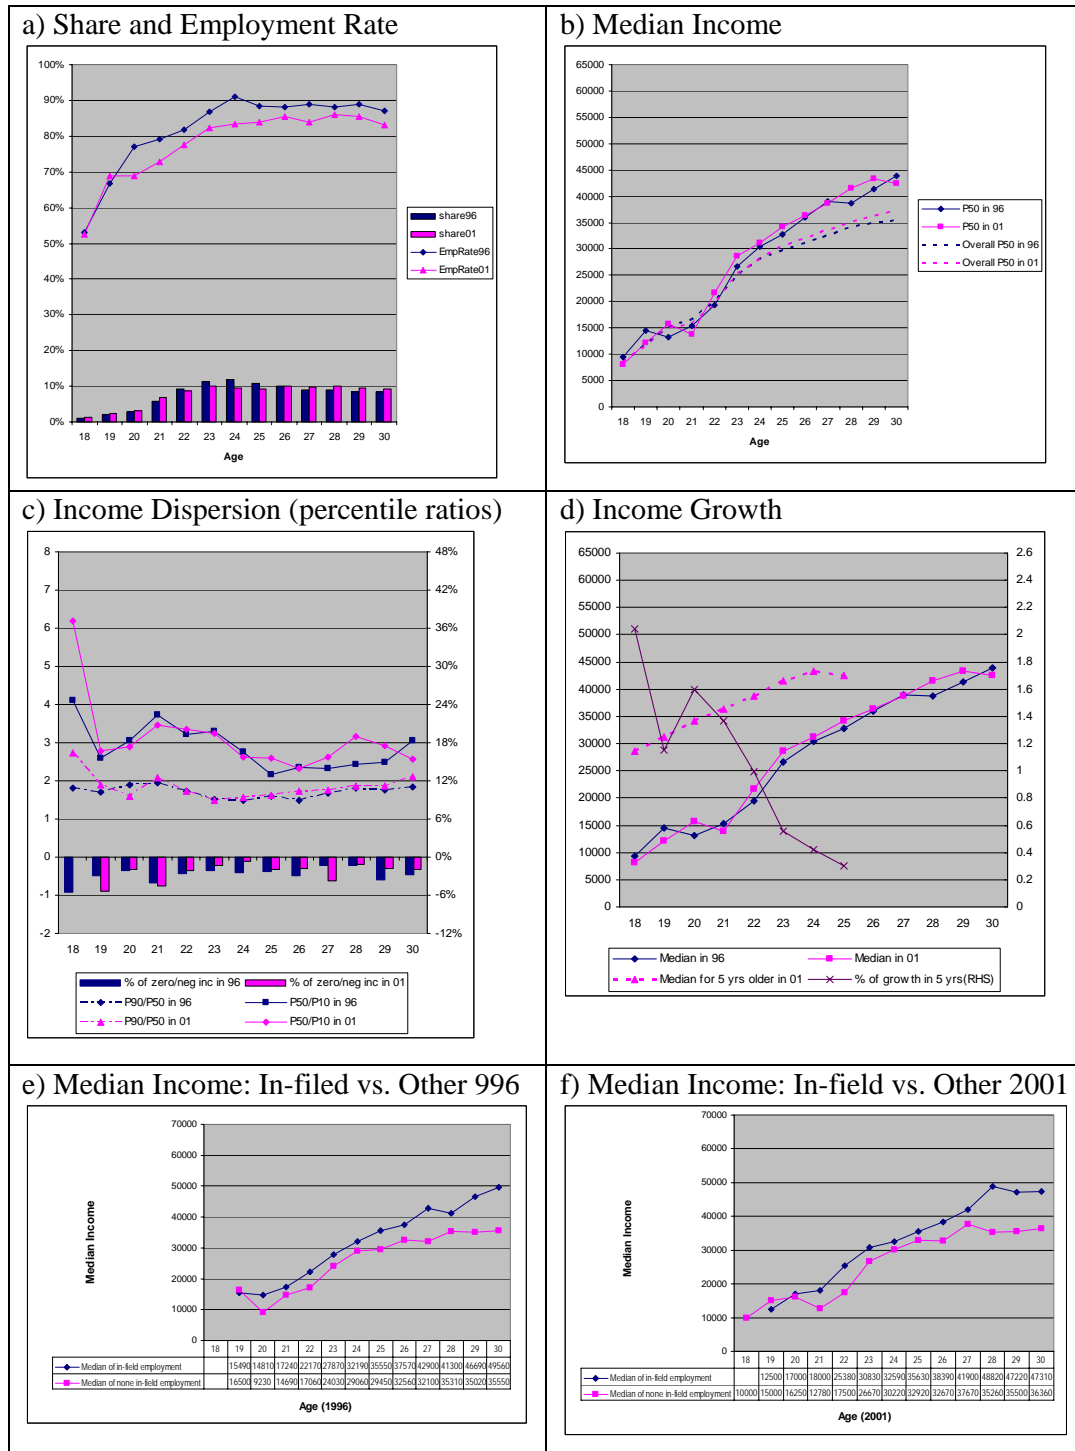 a) Share and Employment Rate
100%
90%
80%
70%
60%
50%
40%
30%
20%
10%
0%
18 19 20 21 22 23 24 25 26 27 28 29 30
Age
share96
share01
EmpRate96
EmpRate01
b) Median Income
65000
60000
55000
50000
45000
40000
35000
30000
25000
20000
15000
10000
5000
0
18 19 20 21 22 23 24 25 26 27 28 29 30
Age
P50 in 96
P50 in 01
Overall P50 in 96
Overall P50 in 01
c) Income Dispersion (percentile ratios)
8 48%
7 42%
6 36%
5 30%
4 24%
3 18%
2 12%
1 6%
0 0%
-1 -6%
-2 -12%
18 19 20 21 22 23 24 25 26 27 28 29 30
% of zero/neg inc in 96 % of zero/neg inc in 01
P90/P50 in 96 P50/P10 in 96
P90/P50 in 01 P50/P10 in 01
d) Income Growth
65000 2.6
60000 2.4
55000 2.2
50000 2
45000 1.8
40000 1.6
35000 1.4
30000 1.2
25000 1
20000 0.8
15000 0.6
10000 0.4
5000 0.2
0 0
18 19 20 21 22 23 24 25 26 27 28 29 30
Median in 96 Median in 01
Median for 5 yrs older in 01 % of growth in 5 yrs(RHS)
e) Median Income: In-filed vs. Other 996
70000
60000
50000
40000
30000
20000
10000
0
Median Income
18 19 20 21 22 23 24 25 26 27 28 29 30
Median of in-field employment 15490 14810 17240 22170 27870 32190 35550 37570 42900 41300 46690 49560
Median of none in-field employment 16500 9230 14690 17060 24030 29060 29450 32560 32100 35310 35020 35550
Age (1996)
f) Median Income: In-field vs. Other 2001
70000
60000
50000
40000
30000
20000
10000
0
Median Income
18 19 20 21 22 23 24 25 26 27 28 29 30
Median of in-field employment 12500 17000 18000 25380 30830 32590 35630 38390 41900 48820 47220 47310
Median of none in-field employment 10000 15000 16250 12780 17500 26670 30220 32920 32670 37670 35260 35500 36360
Age (2001)